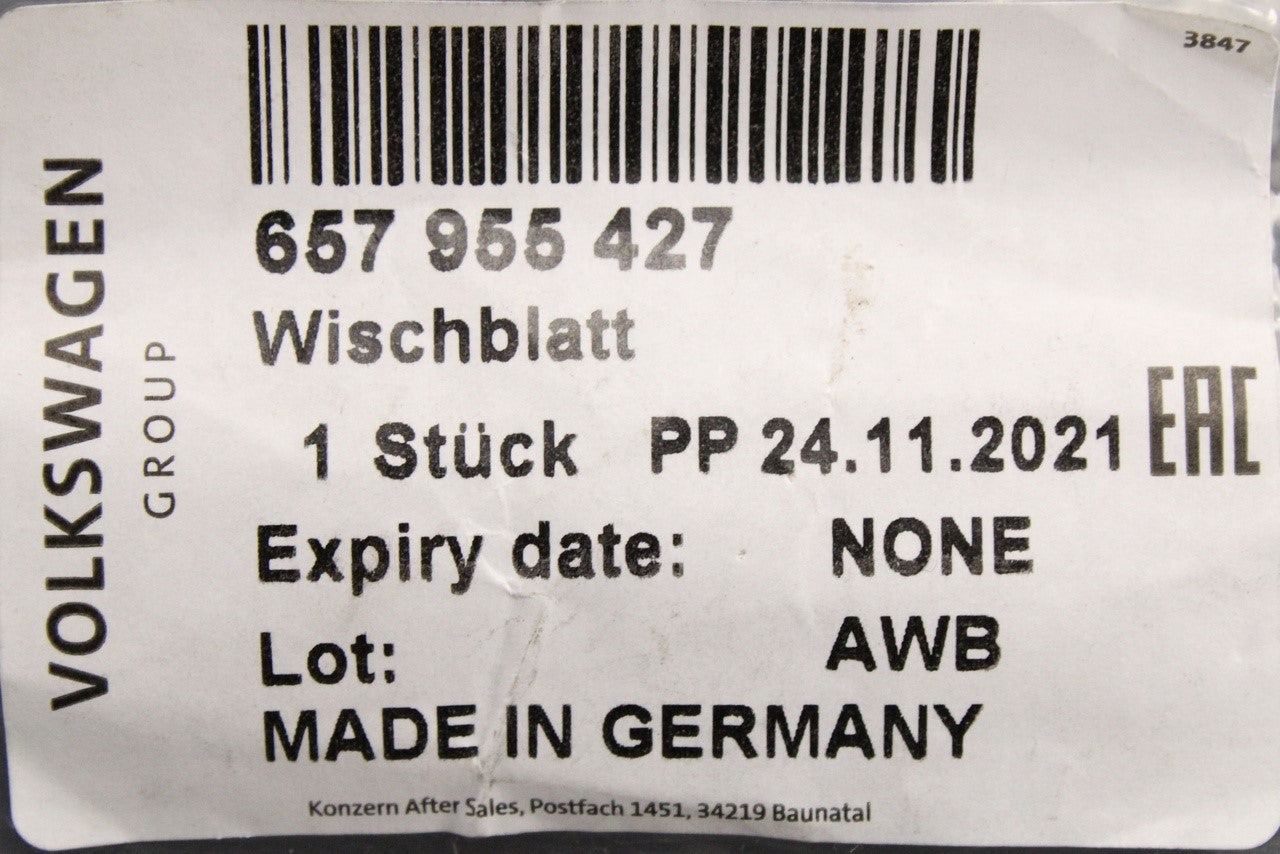 3847
VOLKSWAGEN
GROUP
657 955 427
Wischblatt
1 Stück PP 24.11.2021 EAC
Expiry date: NONE
Lot: AWB
MADE IN GERMANY
Konzern After Sales, Postfach 1451, 34219 Baunatal